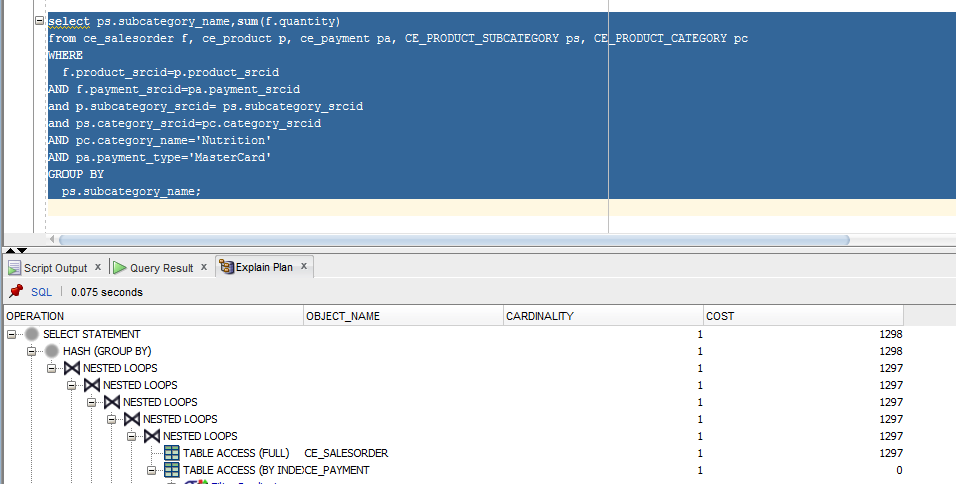 select ps.subcategory_name,sum(f.quantity)
from ce_salesorder f, ce_product p, ce_payment pa, CE_PRODUCT_SUBCATEGORY ps, CE_PRODUCT_CATEGORY pc
WHERE
f.product_srcid=p.product_srcid
AND f.payment_srcid=pa.payment_srcid
and p.subcategory_srcid= ps.subcategory_srcid
and ps.category_srcid=pc.category_srcid
AND pc.category_name='Nutrition'
AND pa.payment_type='MasterCard'
GROUP BY
ps.subcategory_name;
Script Output x Query Result x Explain Plan x
SQL | 0.075 seconds
OPERATION OBJECT_NAME CARDINALITY COST
SELECT STATEMENT 1 1298
HASH (GROUP BY) 1 1298
NESTED LOOPS 1 1297
NESTED LOOPS 1 1297
NESTED LOOPS 1 1297
NESTED LOOPS 1 1297
NESTED LOOPS 1 1297
TABLE ACCESS (FULL) CE_SALESORDER 1 1297
TABLE ACCESS (BY INDEX CE_PAYMENT 1 0